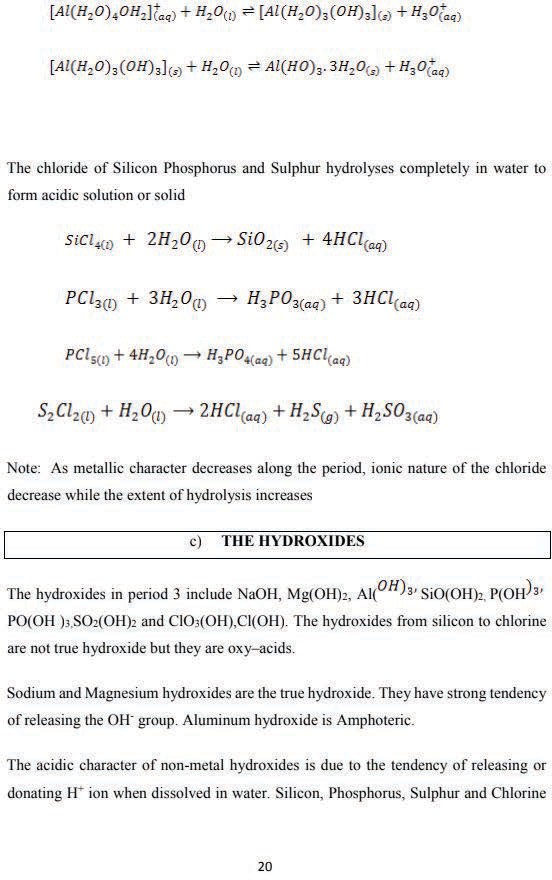 [Al(H₂O)₄OH₂]⁺(aq) + H₂O(l) ⇌ [Al(H₂O)₃(OH)₃](s) + H₃O⁺(aq)
[Al(H₂O)₃(OH)₃](s) + H₂O(l) ⇌ Al(HO)₃.3H₂O(s) + H₃O⁺(aq)
The chloride of Silicon Phosphorus and Sulphur hydrolyses completely in water to
form acidic solution or solid
SiCl₄(l) + 2H₂O(l) → SiO₂(s) + 4HCl(aq)
PCl₃(l) + 3H₂O(l) → H₃PO₃(aq) + 3HCl(aq)
PCl₅(l) + 4H₂O(l) → H₃PO₄(aq) + 5HCl(aq)
S₂Cl₂(l) + H₂O(l) → 2HCl(aq) + H₂S(g) + H₂SO₃(aq)
Note: As metallic character decreases along the period, ionic nature of the chloride
decrease while the extent of hydrolysis increases
c) THE HYDROXIDES
The hydroxides in period 3 include NaOH, Mg(OH)₂, Al(OH)₃, SiO(OH)₂, P(OH)₃,
PO(OH )₃,SO₂(OH)₂ and ClO₃(OH),Cl(OH). The hydroxides from silicon to chlorine
are not true hydroxide but they are oxy–acids.
Sodium and Magnesium hydroxides are the true hydroxide. They have strong tendency
of releasing the OH⁻ group. Aluminum hydroxide is Amphoteric.
The acidic character of non-metal hydroxides is due to the tendency of releasing or
donating H⁺ ion when dissolved in water. Silicon, Phosphorus, Sulphur and Chlorine
20